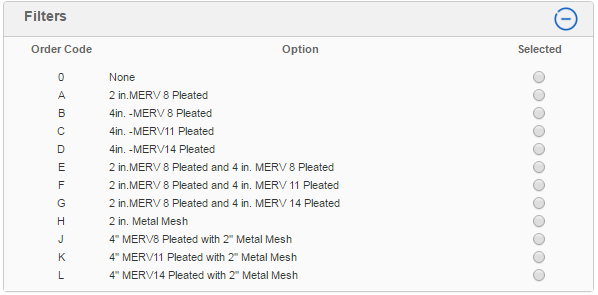 Filters
Order Code Option Selected
0 None
A 2 in.MERV 8 Pleated
B 4in. -MERV 8 Pleated
C 4in. -MERV11 Pleated
D 4in. -MERV14 Pleated
E 2 in.MERV 8 Pleated and 4 in. MERV 8 Pleated
F 2 in.MERV 8 Pleated and 4 in. MERV 11 Pleated
G 2 in.MERV 8 Pleated and 4 in. MERV 14 Pleated
H 2 in. Metal Mesh
J 4" MERV8 Pleated with 2" Metal Mesh
K 4" MERV11 Pleated with 2" Metal Mesh
L 4" MERV14 Pleated with 2" Metal Mesh